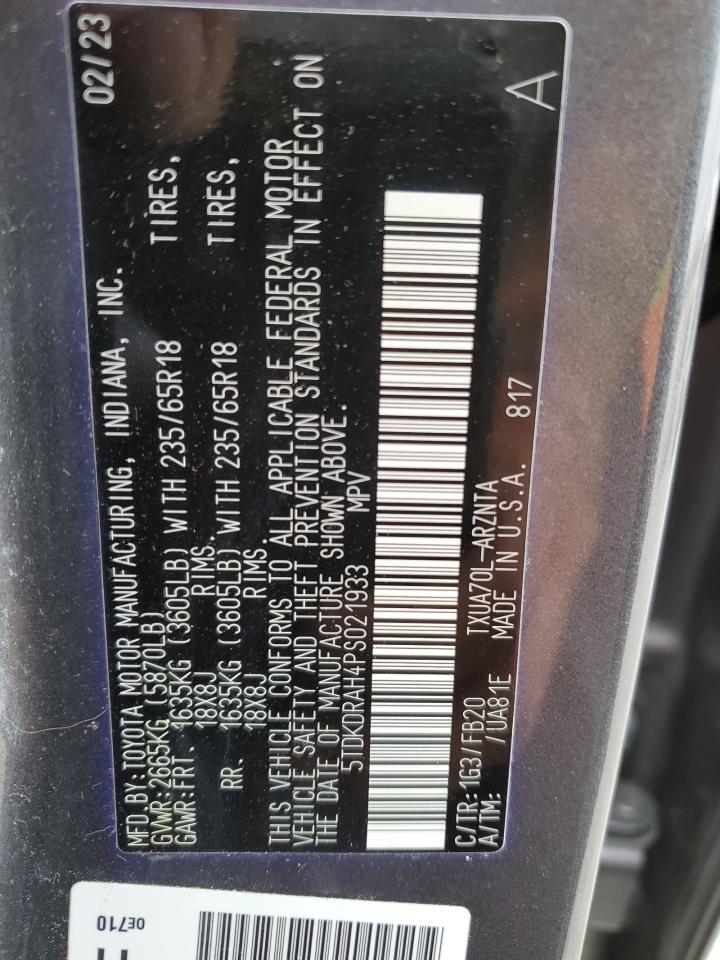 MFD.BY:TOYOTA MOTOR MANUFACTURING, INDIANA, INC. 02/23
GVWR:2665KG (5870LB)
GAWR:FRT. 1635KG (3605LB) WITH 235/65R18 TIRES,
18X8J RIMS.
RR. 1635KG (3605LB) WITH 235/65R18 TIRES,
18X8J RIMS.
THIS VEHICLE CONFORMS TO ALL APPLICABLE FEDERAL MOTOR
VEHICLE SAFETY AND THEFT PREVENTION STANDARDS IN EFFECT ON
THE DATE OF MANUFACTURE SHOWN ABOVE.
5TDKDRAH4PS021933 MPV
C/TR:1G3/FB20 TXUA70L-ARZNTA 817
A/TM: /UA81E MADE IN U.S.A. A
0E710